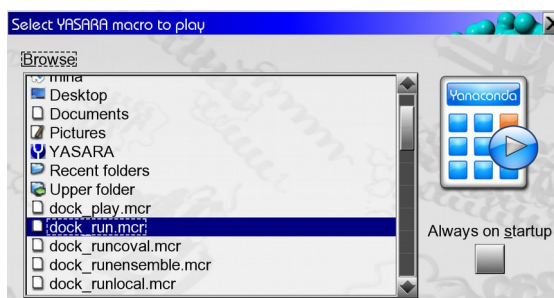 Select YASARA macro to play
Browse
mina
Desktop
Documents
Pictures
YASARA
Recent folders
Upper folder
dock_play.mcr
dock_run.mcr
dock_runcoval.mcr
dock_runensemble.mcr
dock_runlocal.mcr
Yanaconda
Always on startup